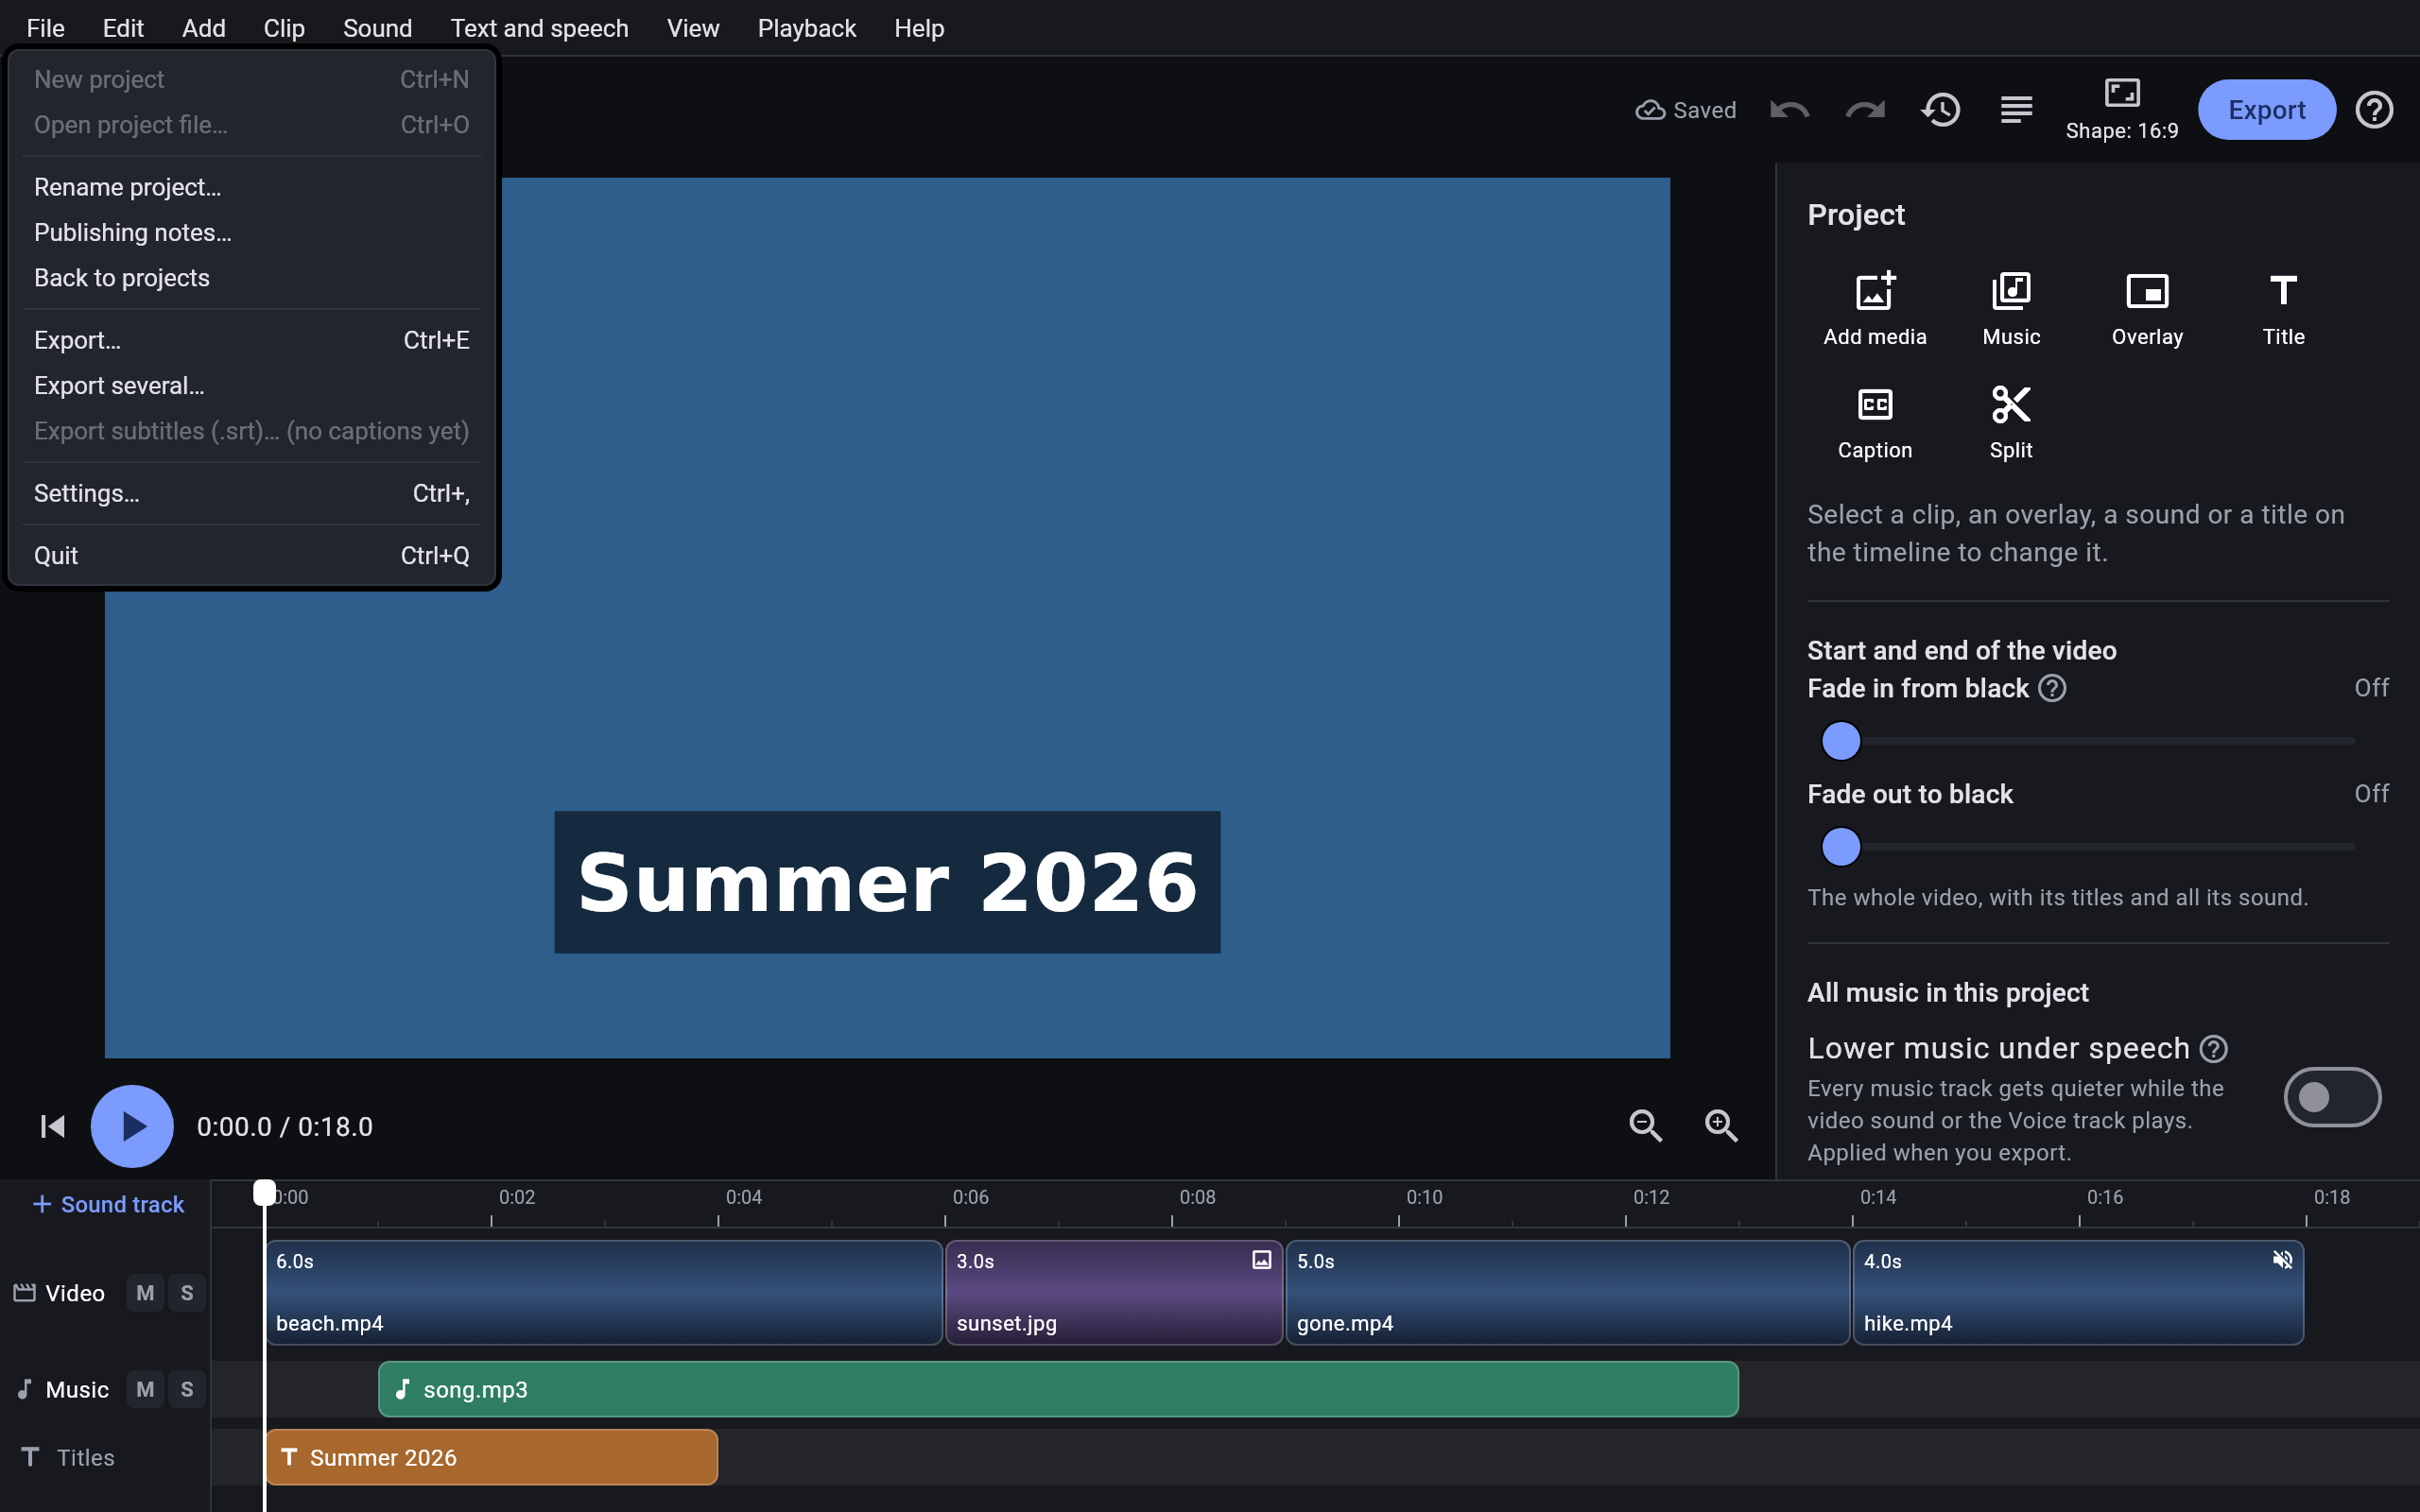 File Edit Add Clip Sound Text and speech View Playback Help
New project Ctrl+N
Open project file… Ctrl+O
Rename project…
Publishing notes…
Back to projects
Export… Ctrl+E
Export several…
Export subtitles (.srt)… (no captions yet)
Settings… Ctrl+,
Quit Ctrl+Q
Saved
Shape: 16:9
Export
Summer 2026
0:00.0 / 0:18.0
Project
Add media Music Overlay Title
Caption Split
Select a clip, an overlay, a sound or a title on
the timeline to change it.
Start and end of the video
Fade in from black Off
Fade out to black Off
The whole video, with its titles and all its sound.
All music in this project
Lower music under speech
Every music track gets quieter while the
video sound or the Voice track plays.
Applied when you export.
Sound track
0:00 0:02 0:04 0:06 0:08 0:10 0:12 0:14 0:16 0:18
Video M S
6.0s 3.0s 5.0s 4.0s
beach.mp4 sunset.jpg gone.mp4 hike.mp4
Music M S song.mp3
Titles Summer 2026